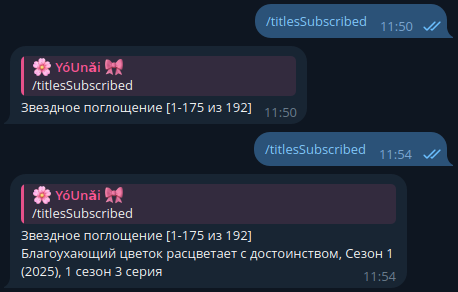 /titlesSubscribed 11:50
🌸 YóUnǎi 🎀
/titlesSubscribed
Звездное поглощение [1-175 из 192] 11:50
/titlesSubscribed 11:54
🌸 YóUnǎi 🎀
/titlesSubscribed
Звездное поглощение [1-175 из 192]
Благоухающий цветок расцветает с достоинством, Сезон 1
(2025), 1 сезон 3 серия 11:54